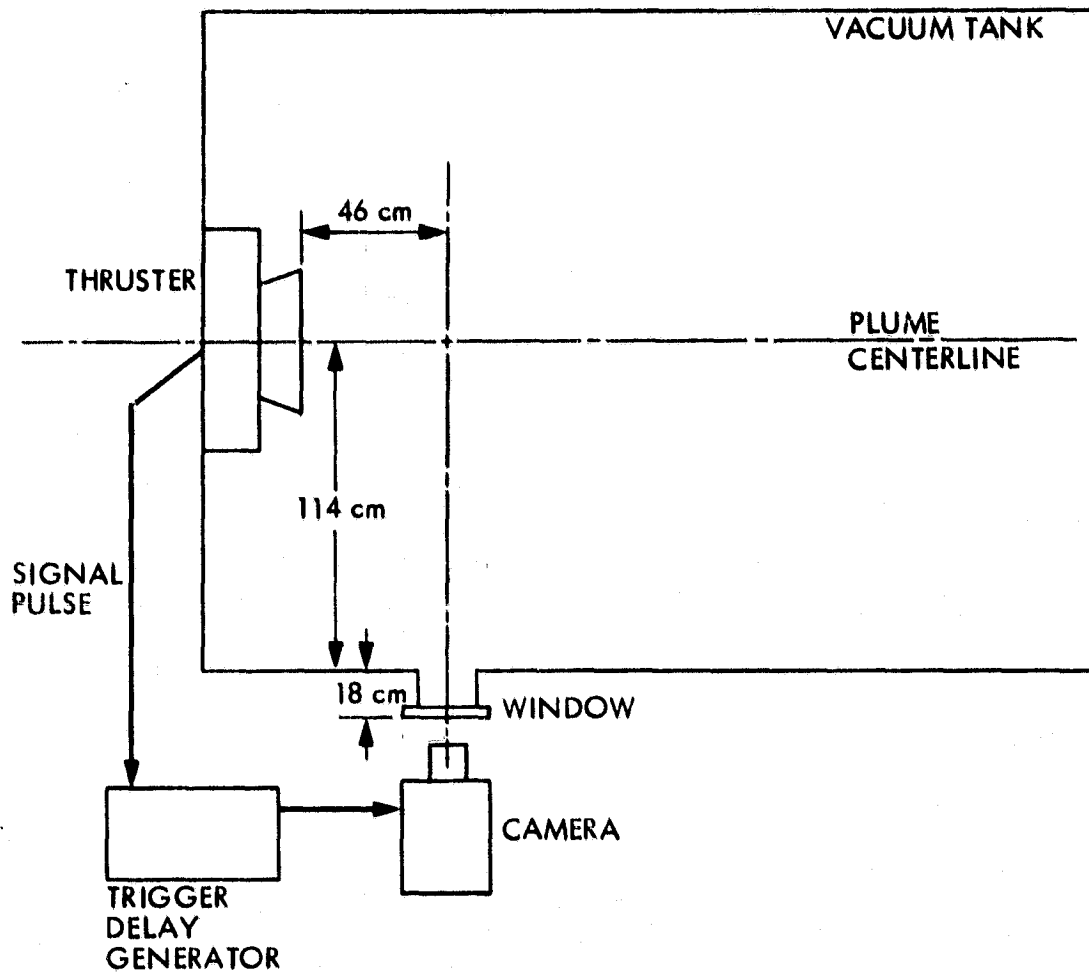 VACUUM TANK
46 cm
THRUSTER
PLUME
CENTERLINE
114 cm
SIGNAL
PULSE
18 cm
WINDOW
CAMERA
TRIGGER
DELAY
GENERATOR